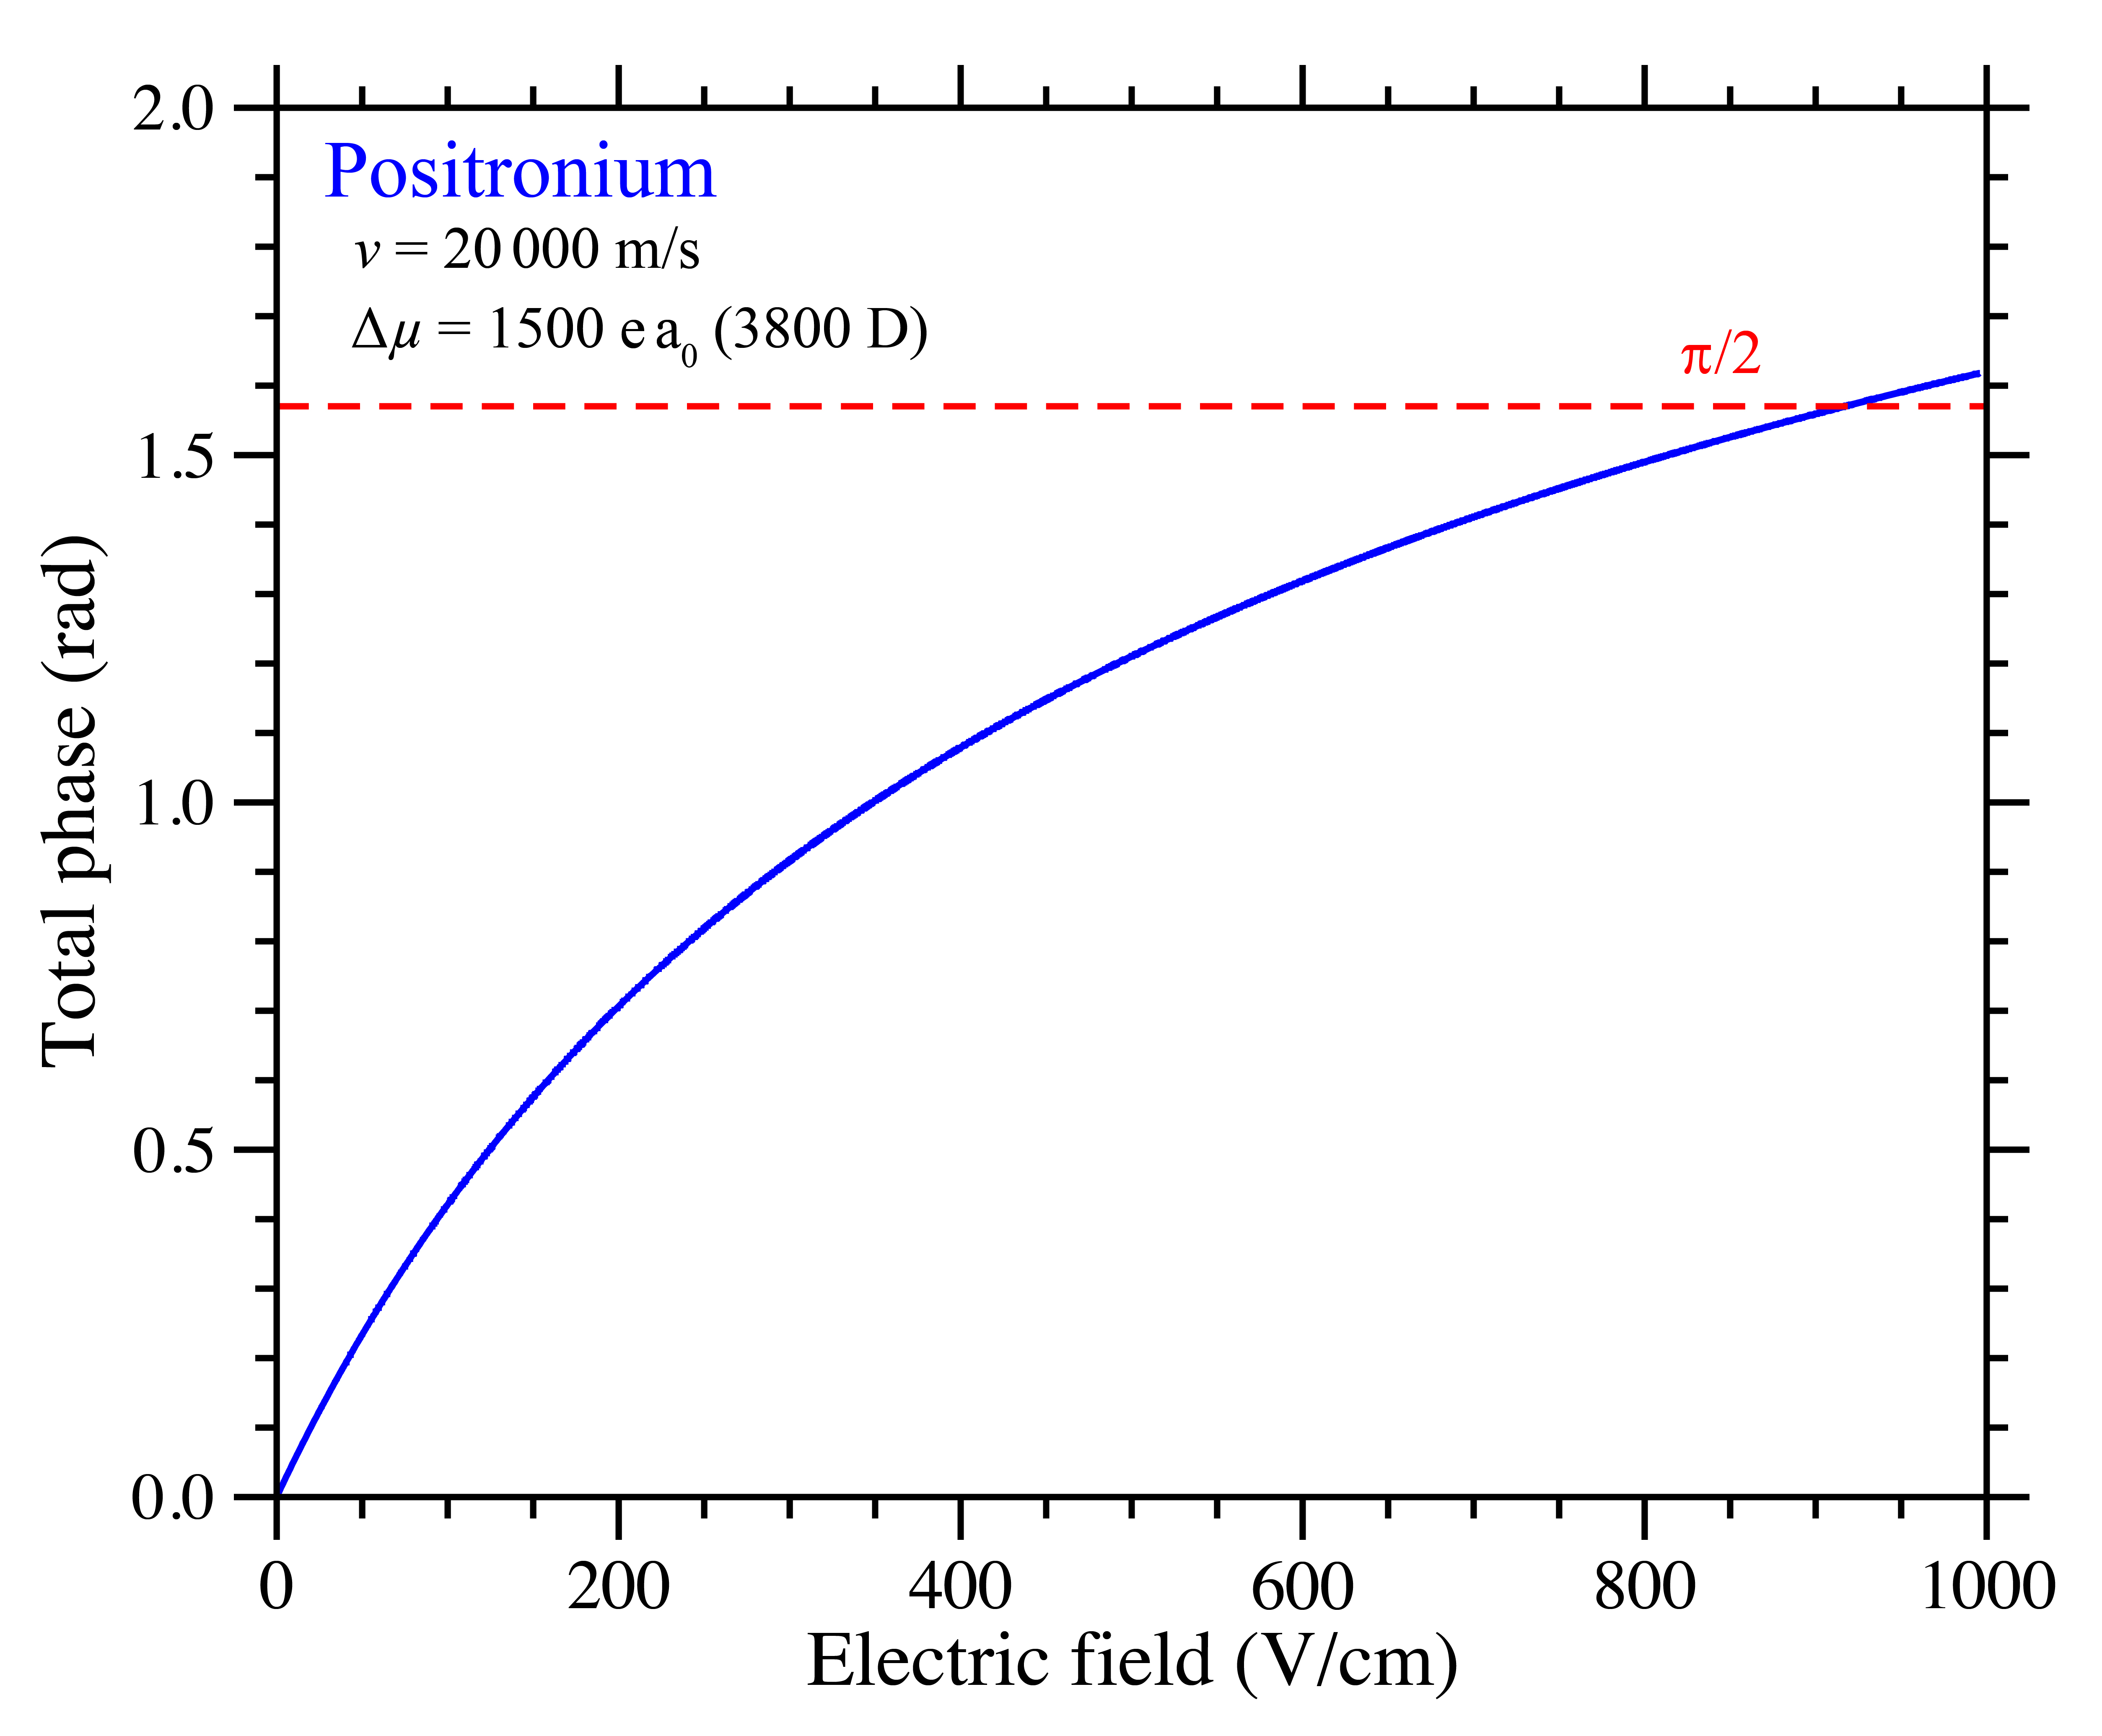 2.0
Positronium
v = 20 000 m/s
Δμ = 1500 e a₀ (3800 D)
π/2
1.5
1.0
0.5
0.0
Total phase (rad)
0 200 400 600 800 1000
Electric field (V/cm)